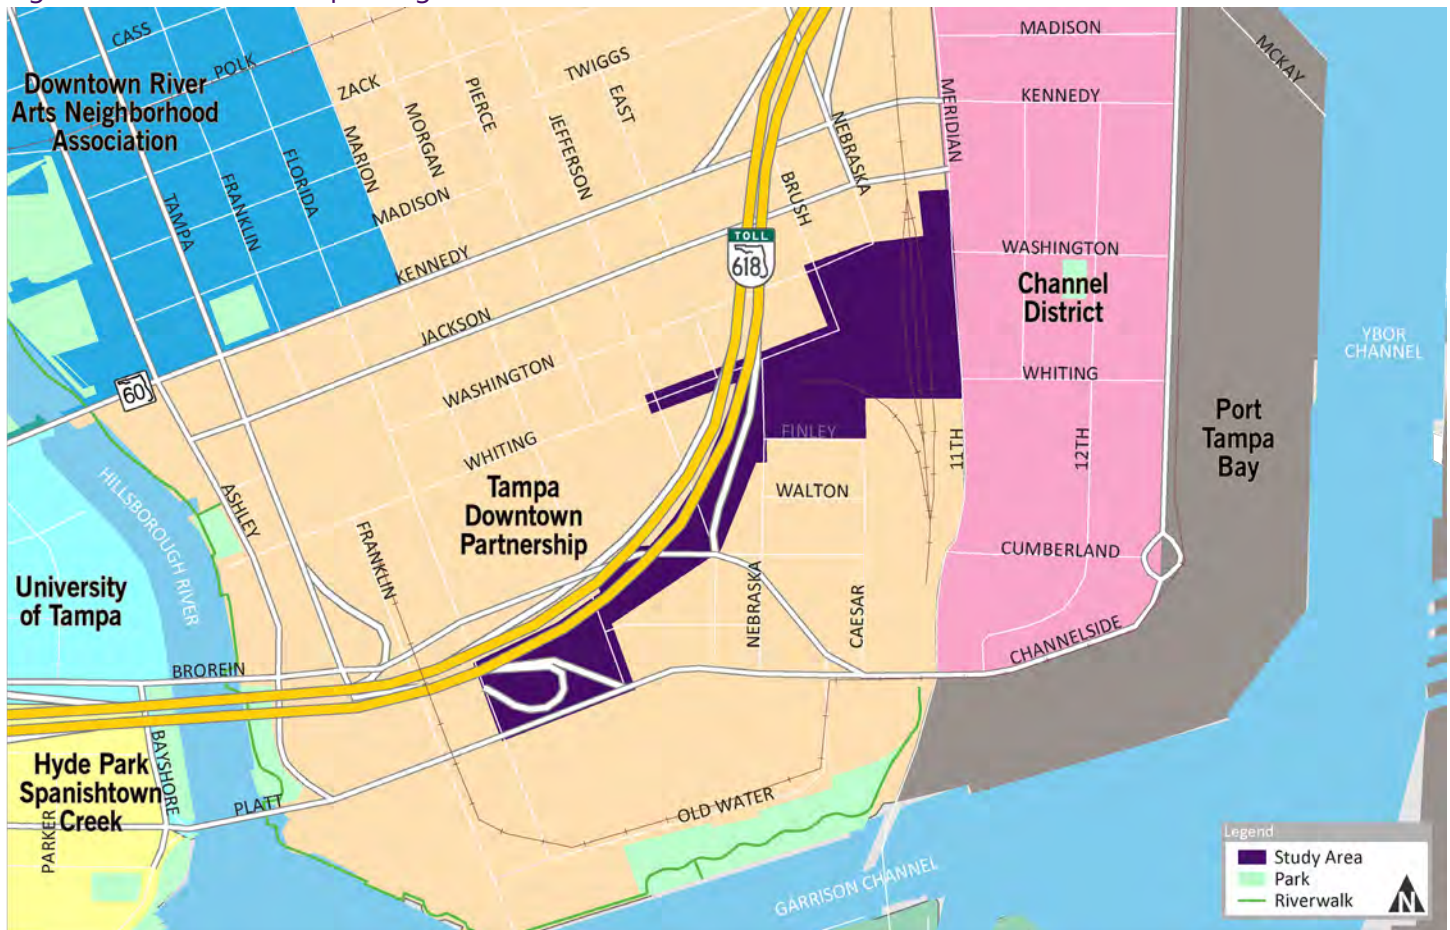 CASS
POLK
Downtown River
Arts Neighborhood
Association
ZACK
TWIGGS
PIERCE
EAST
MORGAN
JEFFERSON
MARION
FLORIDA
FRANKLIN
TAMPA
MADISON
KENNEDY
NEBRASKA
BRUSH
MERIDIAN
MADISON
KENNEDY
MCKAY
TOLL
618
WASHINGTON
Channel
District
YBOR
CHANNEL
JACKSON
60
WASHINGTON
WHITING
WHITING
Port
Tampa
Bay
FINLEY
11TH
12TH
HILLSBOROUGH RIVER
ASHLEY
Tampa
Downtown
Partnership
WALTON
FRANKLIN
CUMBERLAND
University
of Tampa
NEBRASKA
CAESAR
CHANNELSIDE
BROREIN
Hyde Park
Spanishtown
Creek
BAYSHORE
PLATT
PARKER
OLD WATER
GARRISON CHANNEL
Legend
Study Area
Park
Riverwalk
N